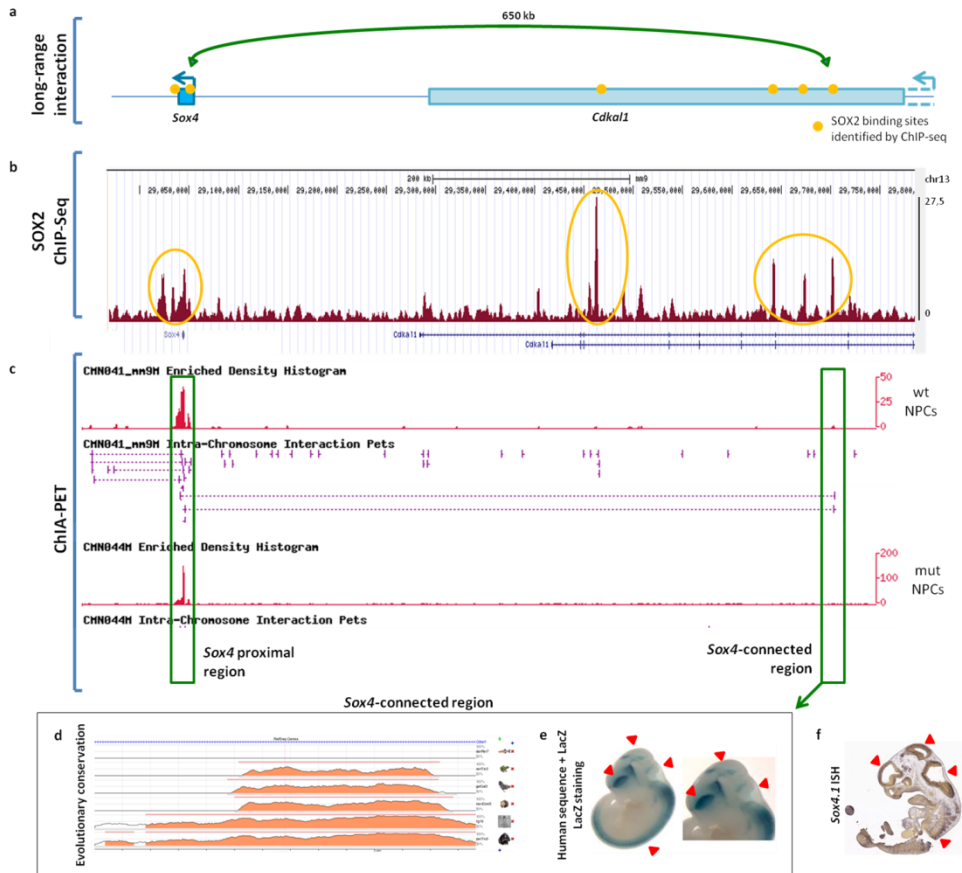 a
650 kb
long-range
interaction
Sox4
Cdkal1
SOX2 binding sites
identified by ChIP-seq
b
SOX2
ChIP-Seq
200 kb
mm9
chr13
29,050,000| 29,100,000| 29,150,000| 29,200,000| 29,250,000| 29,300,000| 29,350,000| 29,400,000| 29,450,000| 29,500,000| 29,550,000| 29,600,000| 29,650,000| 29,700,000| 29,750,000| 29,800,
27,5
0
Sox4
Cdkal1
Cdkal1
c
ChIA-PET
CMN041_mm9M Enriched Density Histogram
50
25
0
wt
NPCs
CMN041_mm9M Intra-Chromosome Interaction Pets
CMN044M Enriched Density Histogram
200
100
0
mut
NPCs
CMN044M Intra-Chromosome Interaction Pets
Sox4 proximal
region
Sox4-connected
region
Sox4-connected region
d
Evolutionary conservation
e
Human sequence + LacZ
LacZ staining
f
Sox4.1 ISH